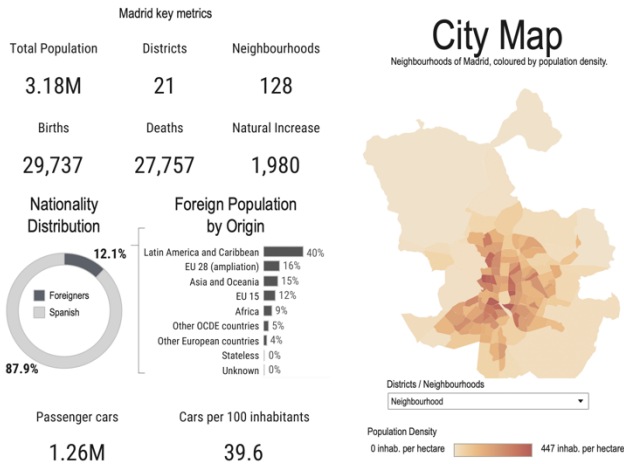 Madrid key metrics
Total Population
Districts
Neighbourhoods
3.18M
21
128
Births
Deaths
Natural Increase
29,737
27,757
1,980
Nationality
Distribution
12.1%
Foreigners
Spanish
87.9%
Foreign Population
by Origin
Latin America and Caribbean 40%
EU 28 (ampliation) 16%
Asia and Oceania 15%
EU 15 12%
Africa 9%
Other OCDE countries 5%
Other European countries 4%
Stateless 0%
Unknown 0%
Passenger cars
Cars per 100 inhabitants
1.26M
39.6
City Map
Neighbourhoods of Madrid, coloured by population density.
Districts / Neighbourhoods
Neighbourhood
Population Density
0 inhab. per hectare
447 inhab. per hectare